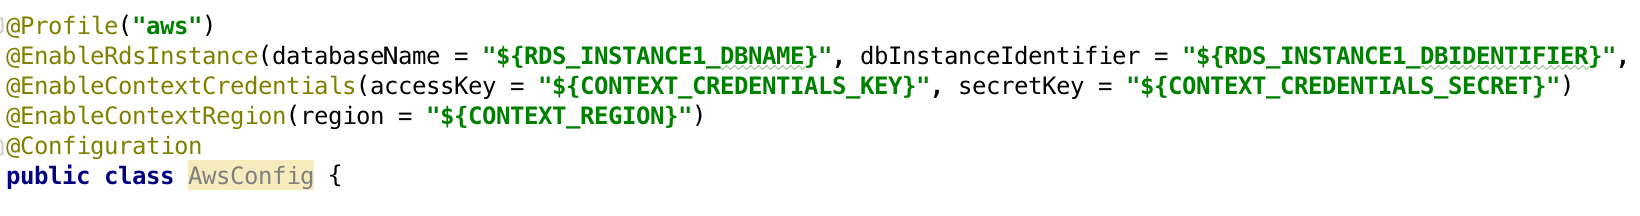 @Profile("aws")
@EnableRdsInstance(databaseName = "${RDS_INSTANCE1_DBNAME}", dbInstanceIdentifier = "${RDS_INSTANCE1_DBIDENTIFIER}",
@EnableContextCredentials(accessKey = "${CONTEXT_CREDENTIALS_KEY}", secretKey = "${CONTEXT_CREDENTIALS_SECRET}")
@EnableContextRegion(region = "${CONTEXT_REGION}")
@Configuration
public class AwsConfig {